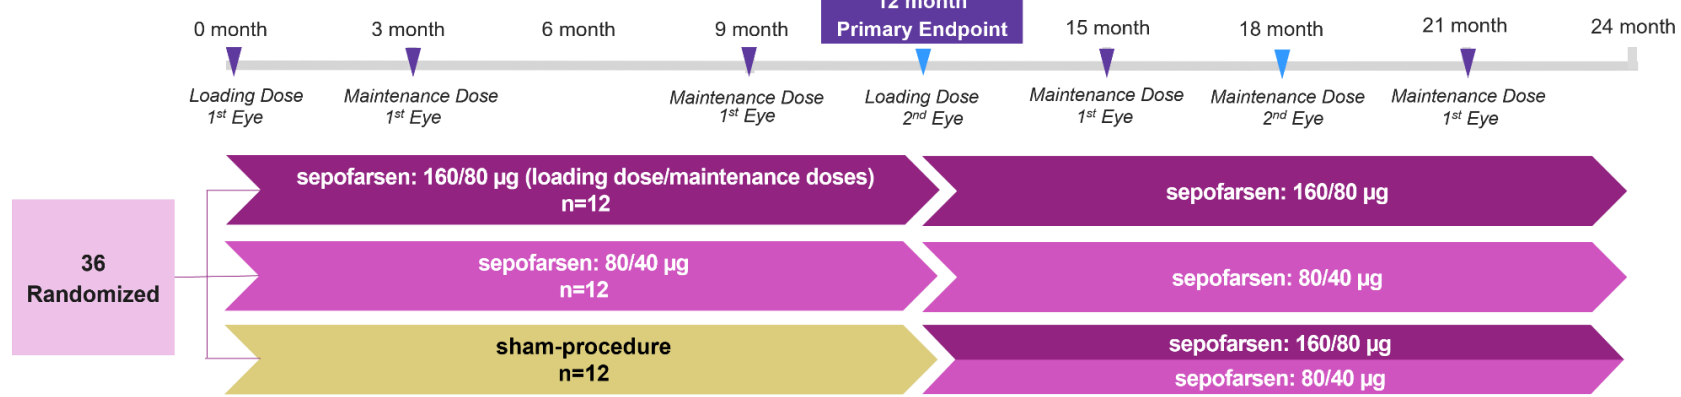 12 month
Primary Endpoint
0 month
3 month
6 month
9 month
15 month
18 month
21 month
24 month
Loading Dose
1st Eye
Maintenance Dose
1st Eye
Maintenance Dose
1st Eye
Loading Dose
2nd Eye
Maintenance Dose
1st Eye
Maintenance Dose
2nd Eye
Maintenance Dose
1st Eye
36
Randomized
sepofarsen: 160/80 µg (loading dose/maintenance doses)
n=12
sepofarsen: 160/80 µg
sepofarsen: 80/40 µg
n=12
sepofarsen: 80/40 µg
sham-procedure
n=12
sepofarsen: 160/80 µg
sepofarsen: 80/40 µg